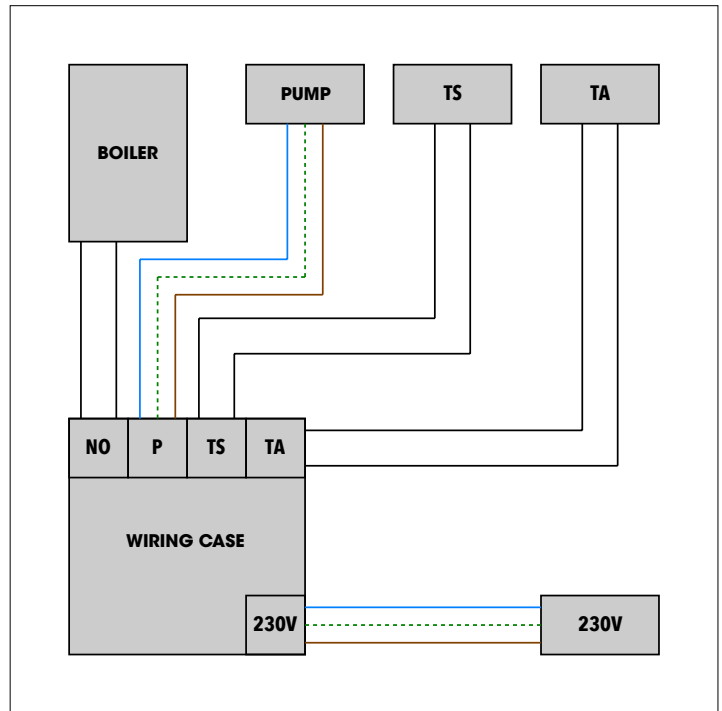 PUMP
TS
TA
BOILER
NO
P
TS
TA
WIRING CASE
230V
230V